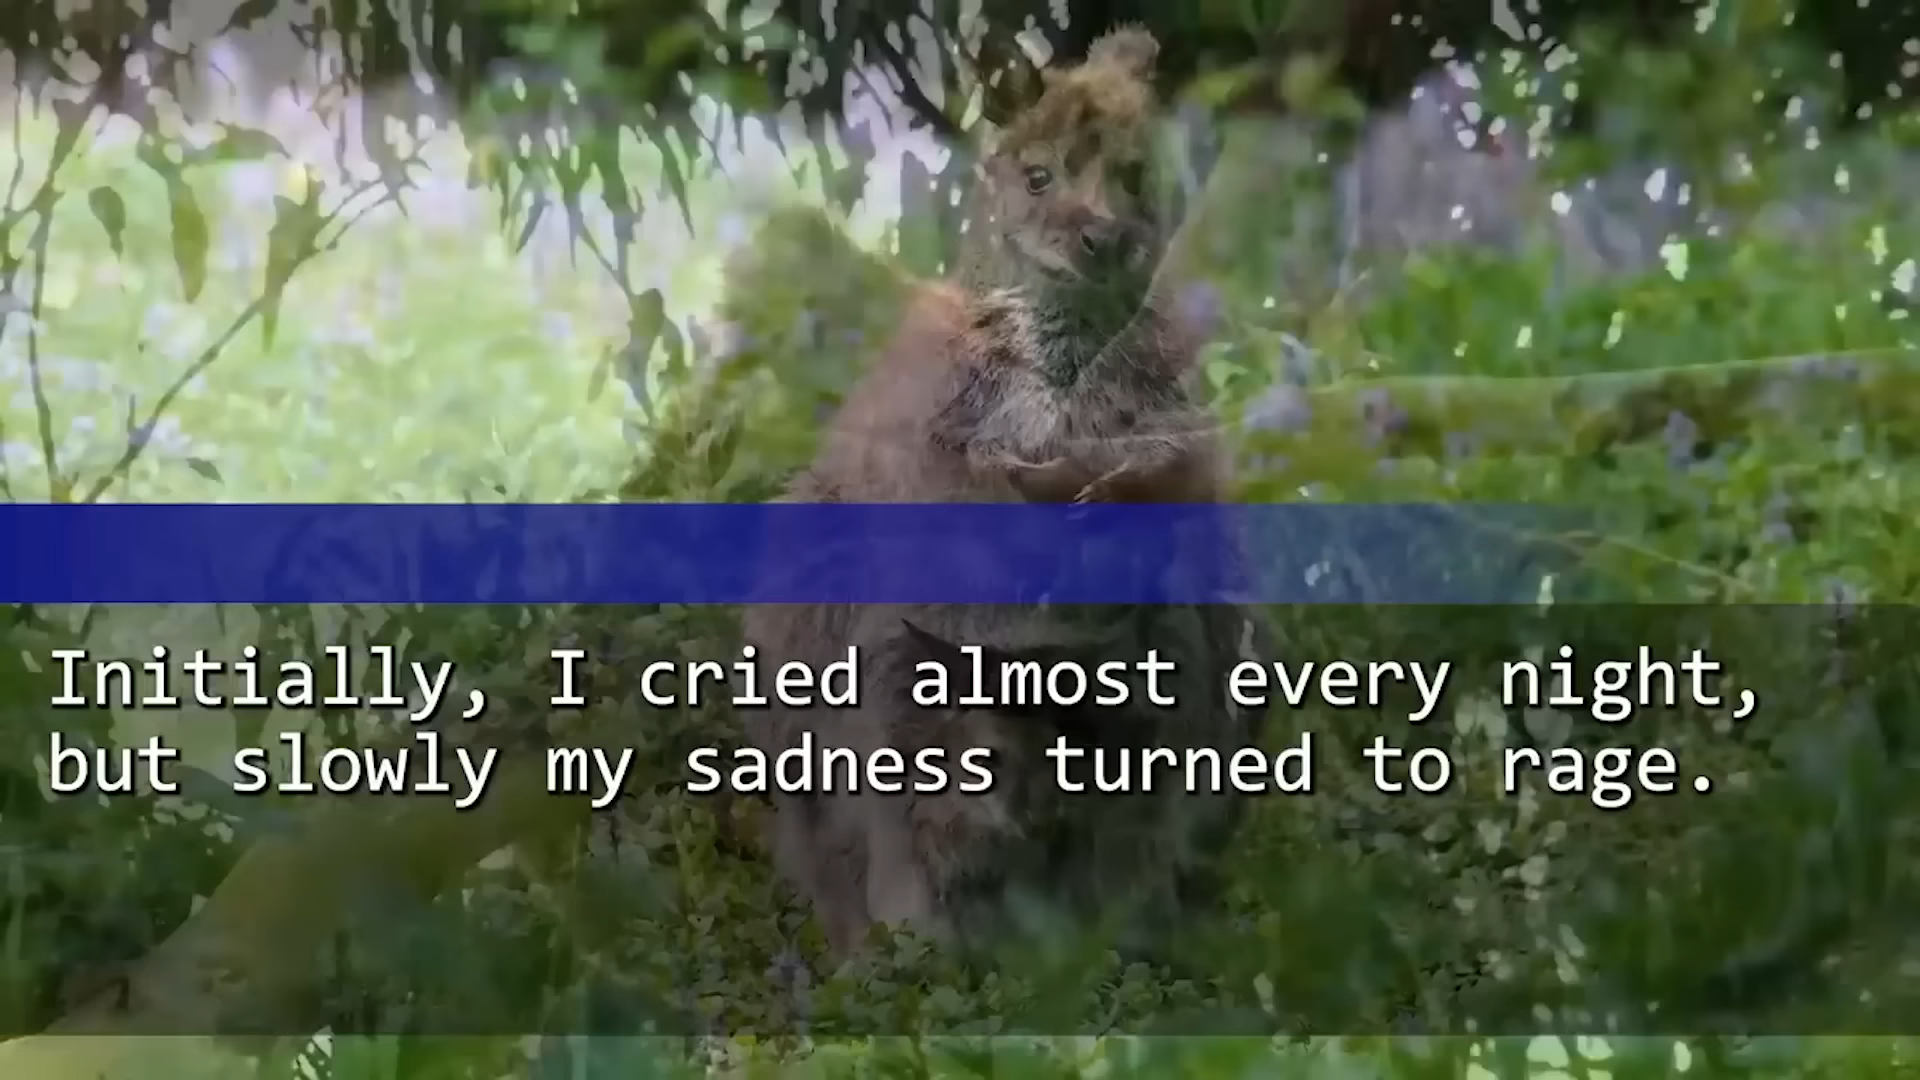 Initially, I cried almost every night,
but slowly my sadness turned to rage.